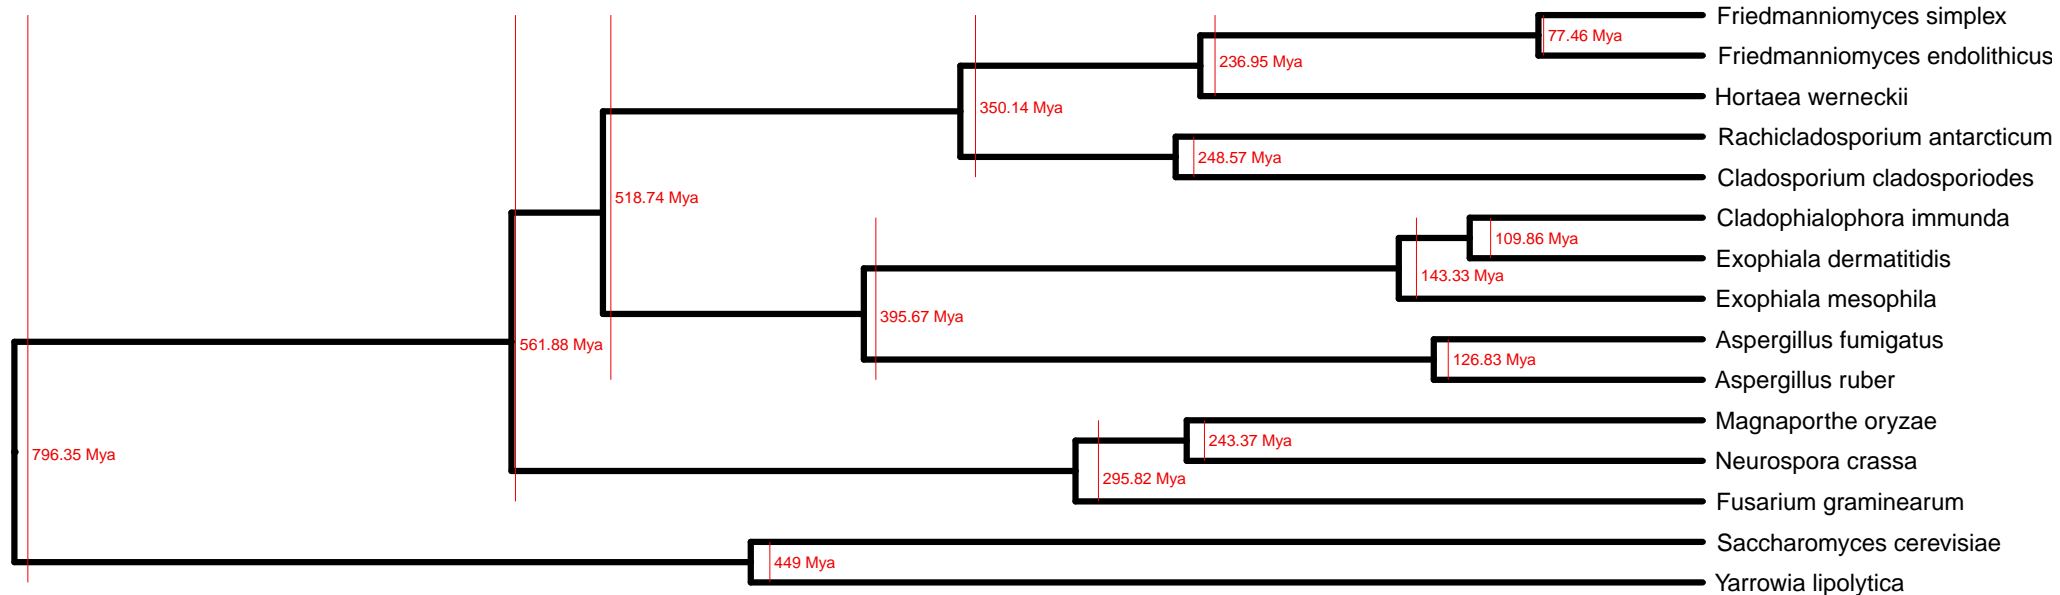 Friedmanniomyces simplex
77.46 Mya
Friedmanniomyces endolithicus
236.95 Mya
Hortaea werneckii
350.14 Mya
Rachicladosporium antarcticum
248.57 Mya
Cladosporium cladosporiodes
518.74 Mya
Cladophialophora immunda
109.86 Mya
Exophiala dermatitidis
143.33 Mya
Exophiala mesophila
395.67 Mya
Aspergillus fumigatus
561.88 Mya
126.83 Mya
Aspergillus ruber
Magnaporthe oryzae
243.37 Mya
796.35 Mya
Neurospora crassa
295.82 Mya
Fusarium graminearum
Saccharomyces cerevisiae
449 Mya
Yarrowia lipolytica